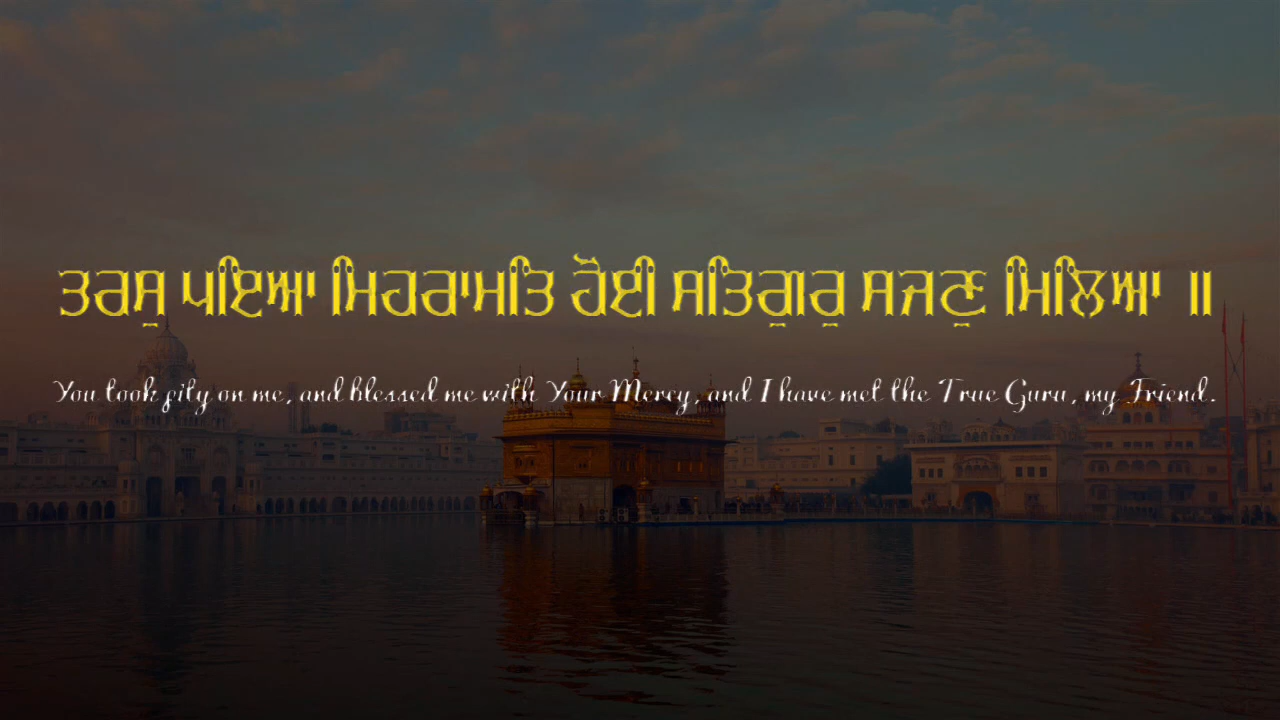 ਤਰਸੁ ਪਇਆ ਮਿਹਰਾਮਤਿ ਹੋਈ ਸਤਿਗੁਰੁ ਸਜਣੁ ਮਿਲਿਆ ॥
You took pity on me, and blessed me with Your Mercy, and I have met the True Guru, my Friend.